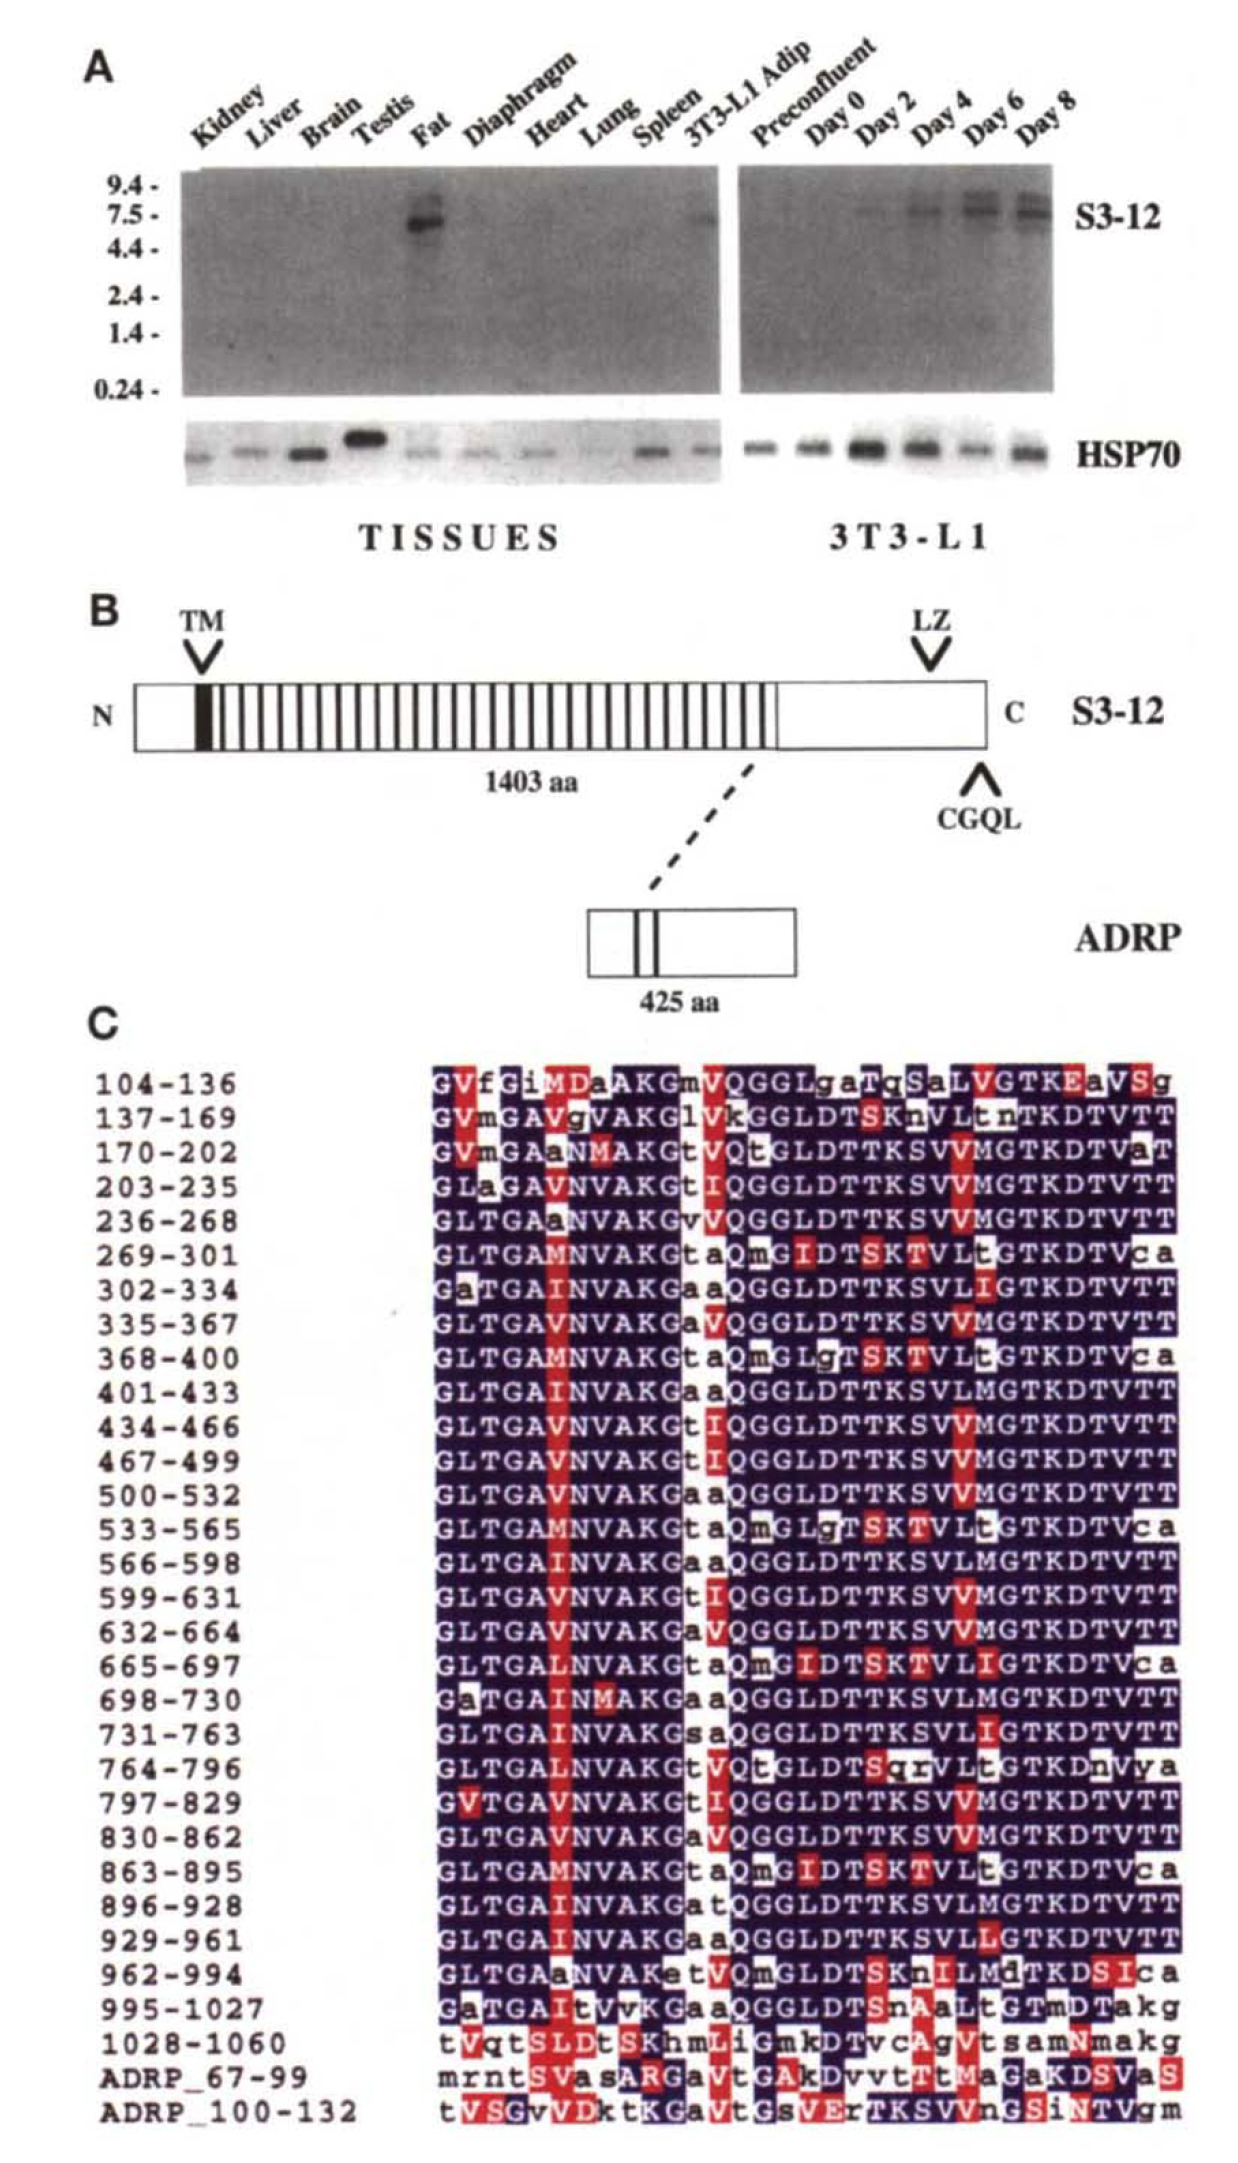 A
Kidney Liver Brain Testis Fat Diaphragm Heart Lung Spleen 3T3-L1 Adip Preconfluent Day 0 Day 2 Day 4 Day 6 Day 8
9.4 -
7.5 -
S3-12
4.4 -
2.4 -
1.4 -
0.24 -
HSP70
TISSUES
3T3-L1
B
TM
LZ
N
C
S3-12
1403 aa
CGQL
ADRP
425 aa
C
104-136 GVfGiMDaAKGmVQGGLgaTqSaLVGTKEaVSg
137-169 GVmGAVgVAKGlVkGGLDTSKnVLtnTKDTVTT
170-202 GVmGAaNMAKGtVQtGLDTTKSVVMGTKDTVaT
203-235 GLaGAVNVAKGtIQGGLDTTKSVVMGTKDTVTT
236-268 GLTGAaNVAKGvVQGGLDTTKSVVMGTKDTVTT
269-301 GLTGAMNVAKGtaQmGIDTSKTVLtGTKDTVca
302-334 GaTGAINVAKGaaQGGLDTTKSVLIGTKDTVTT
335-367 GLTGAVNVAKGaVQGGLDTTKSVVMGTKDTVTT
368-400 GLTGAMNVAKGtaQmGLgTSKTVLtGTKDTVca
401-433 GLTGAINVAKGaaQGGLDTTKSVLMGTKDTVTT
434-466 GLTGAVNVAKGtIQGGLDTTKSVVMGTKDTVTT
467-499 GLTGAVNVAKGtIQGGLDTTKSVVMGTKDTVTT
500-532 GLTGAVNVAKGaaQGGLDTTKSVVMGTKDTVTT
533-565 GLTGAMNVAKGtaQmGLgTSKTVLtGTKDTVca
566-598 GLTGAINVAKGaaQGGLDTTKSVLMGTKDTVTT
599-631 GLTGAVNVAKGtIQGGLDTTKSVVMGTKDTVTT
632-664 GLTGAVNVAKGaVQGGLDTTKSVVMGTKDTVTT
665-697 GLTGALNVAKGtaQmGIDTSKTVLIGTKDTVca
698-730 GaTGAINMAKGaaQGGLDTTKSVLMGTKDTVTT
731-763 GLTGAINVAKGsaQGGLDTTKSVLIGTKDTVTT
764-796 GLTGALNVAKGtVQtGLDTSqrVLtGTKDnVya
797-829 GVTGAVNVAKGtIQGGLDTTKSVVMGTKDTVTT
830-862 GLTGAVNVAKGaVQGGLDTTKSVVMGTKDTVTT
863-895 GLTGAMNVAKGtaQmGIDTSKTVLtGTKDTVca
896-928 GLTGAINVAKGatQGGLDTTKSVLMGTKDTVTT
929-961 GLTGAINVAKGaaQGGLDTTKSVLLGTKDTVTT
962-994 GLTGAaNVAKetVQmGLDTSKnILMdTKDSIca
995-1027 GaTGAItVvKGaaQGGLDTSnAaLtGTmDTakg
1028-1060 tVqtSLDtSKhmLiGmkDTvcAgVtsamNmakg
ADRP_67-99 mrntSVasARGaVtGAkDvvtTtMaGaKDSVaS
ADRP_100-132 tVSGvVDktKGaVtGsVErTKSVVnGSiNTVgm